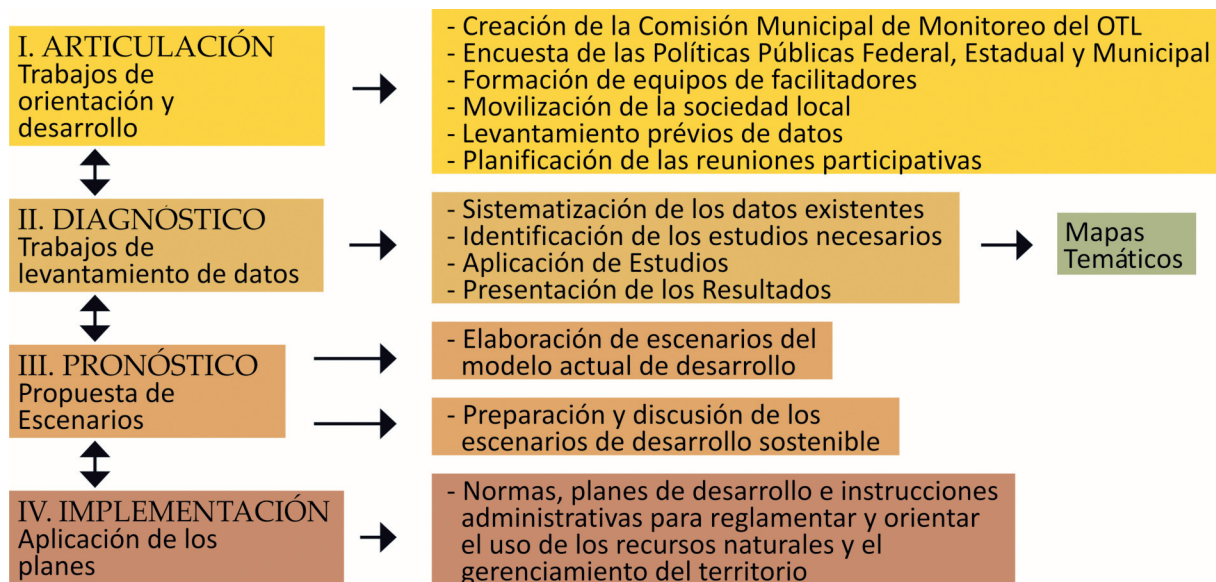 I. ARTICULACIÓN
Trabajos de
orientación y
desarrollo
- Creación de la Comisión Municipal de Monitoreo del OTL
- Encuesta de las Políticas Públicas Federal, Estadual y Municipal
- Formación de equipos de facilitadores
- Movilización de la sociedad local
- Levantamiento prévios de datos
- Planificación de las reuniones participativas
II. DIAGNÓSTICO
Trabajos de
levantamiento de datos
- Sistematización de los datos existentes
- Identificación de los estudios necesarios
- Aplicación de Estudios
- Presentación de los Resultados
Mapas
Temáticos
III. PRONÓSTICO
Propuesta de
Escenarios
- Elaboración de escenarios del
modelo actual de desarrollo
- Preparación y discusión de los
escenarios de desarrollo sostenible
IV. IMPLEMENTACIÓN
Aplicación de los
planes
- Normas, planes de desarrollo e instrucciones
administrativas para reglamentar y orientar
el uso de los recursos naturales y el
gerenciamiento del territorio